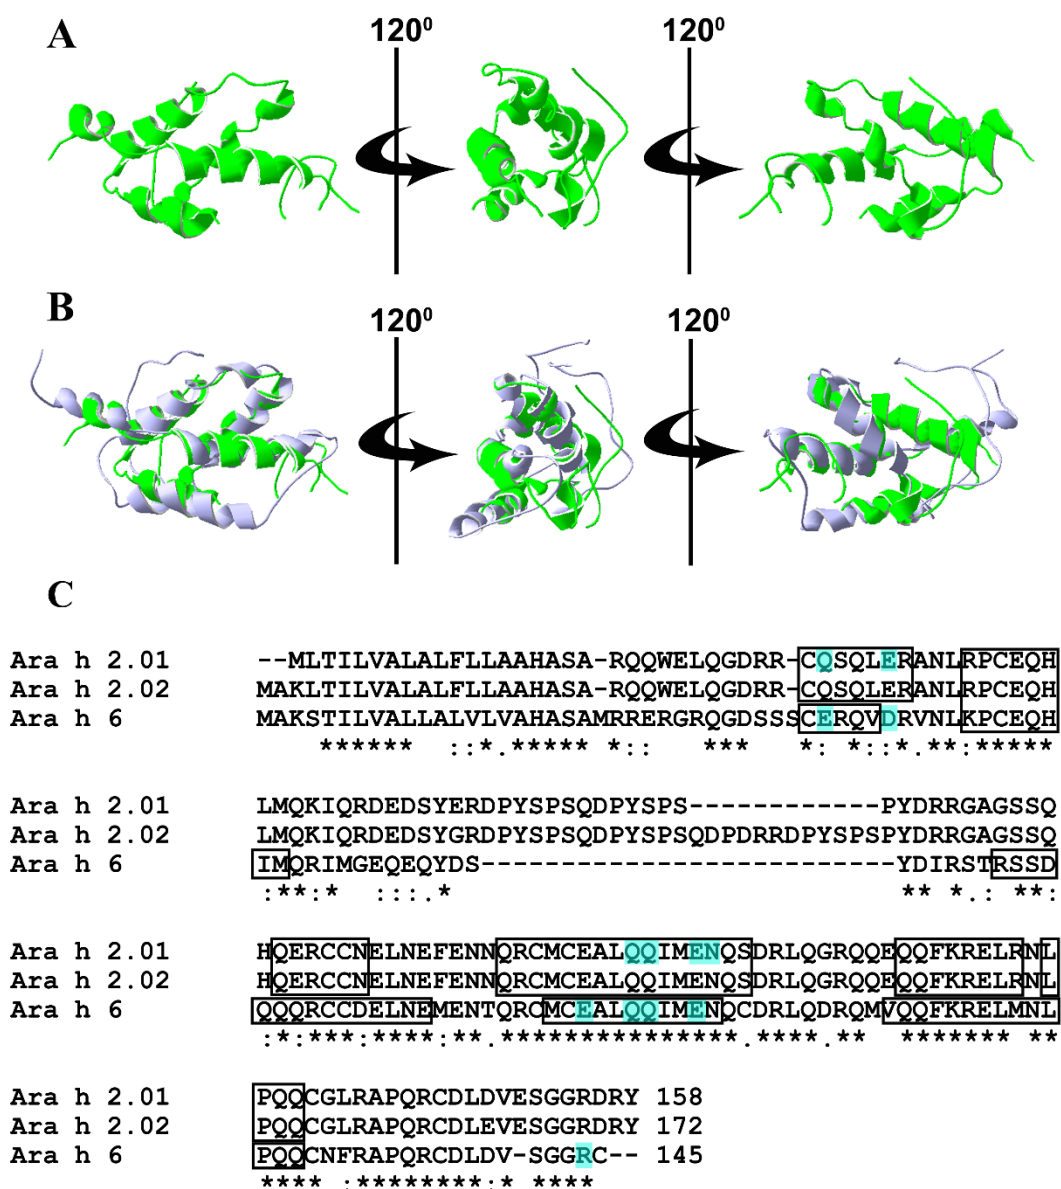 A
120⁰ 120⁰
B
120⁰ 120⁰
C
Ara h 2.01 --MLTILVALALFLLAAHASA-RQQWELQGDRR-CQSQLERANLRPCEQH
Ara h 2.02 MAKLTILVALALFLLAAHASA-RQQWELQGDRR-CQSQLERANLRPCEQH
Ara h 6 MAKSTILVALLALVLVAHASAMRRERGRQGDSSSCERQVDRVNLKPCEQH
****** ::*.***** *:: *** *: *::*.**:*****
Ara h 2.01 LMQKIQRDEDSYERDPYSPSQDPYSPS------------PYDRRGAGSSQ
Ara h 2.02 LMQKIQRDEDSYGRDPYSPSQDPYSPSQDPDRRDPYSPSPYDRRGAGSSQ
Ara h 6 IMQRIMGEQEQYDS--------------------------YDIRSTRSSD
:**:* :::.* ** *.: **:
Ara h 2.01 HQERCCNELNEFENNQRCMCEALQQIMENQSDRLQGRQQEQQFKRELRNL
Ara h 2.02 HQERCCNELNEFENNQRCMCEALQQIMENQSDRLQGRQQEQQFKRELRNL
Ara h 6 QQQRCCDELNEMENTQRCMCEALQQIMENQCDRLQDRQMVQQFKRELMNL
:*:***:****:**.***************.****.** ******* **
Ara h 2.01 PQQCGLRAPQRCDLDVESGGRDRY 158
Ara h 2.02 PQQCGLRAPQRCDLEVESGGRDRY 172
Ara h 6 PQQCNFRAPQRCDLDV-SGGRC-- 145
**** :********:* ****